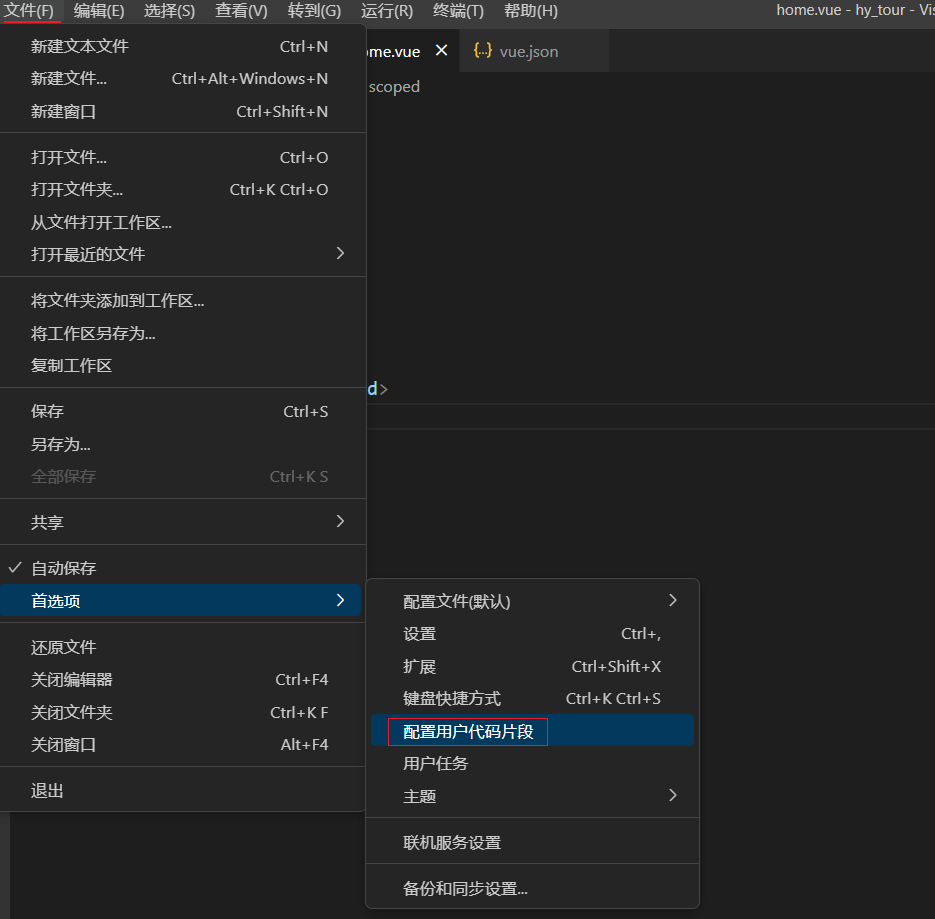 文件(F) 编辑(E) 选择(S) 查看(V) 转到(G) 运行(R) 终端(T) 帮助(H) home.vue - hy_tour - Vis
新建文本文件 Ctrl+N
ome.vue × {..} vue.json
新建文件... Ctrl+Alt+Windows+N
scoped
新建窗口 Ctrl+Shift+N
打开文件... Ctrl+O
打开文件夹... Ctrl+K Ctrl+O
从文件打开工作区...
打开最近的文件
将文件夹添加到工作区...
将工作区另存为...
复制工作区
d>
保存 Ctrl+S
另存为...
全部保存 Ctrl+K S
共享
自动保存
首选项
还原文件
关闭编辑器 Ctrl+F4
关闭文件夹 Ctrl+K F
关闭窗口 Alt+F4
退出
配置文件(默认)
设置 Ctrl+,
扩展 Ctrl+Shift+X
键盘快捷方式 Ctrl+K Ctrl+S
配置用户代码片段
用户任务
主题
联机服务设置
备份和同步设置...